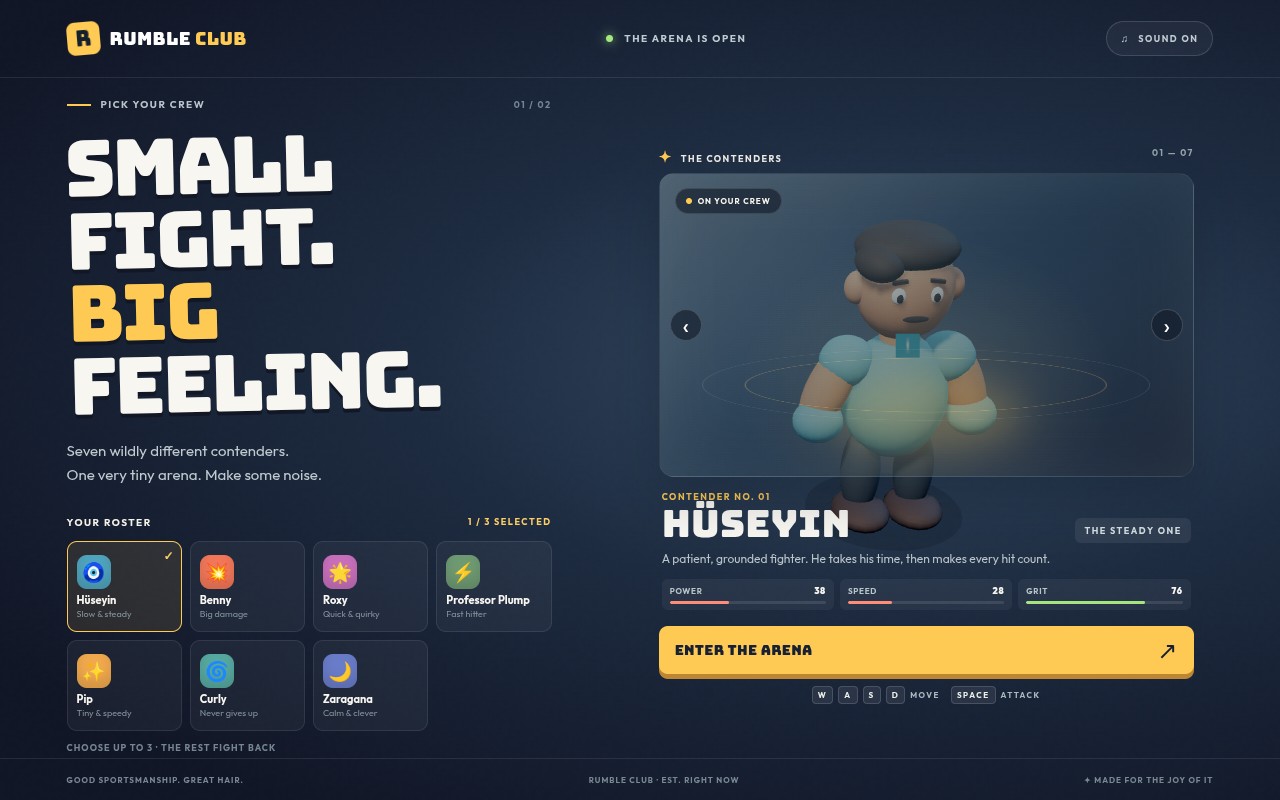 R RUMBLE CLUB
THE ARENA IS OPEN
♫ SOUND ON
PICK YOUR CREW
01 / 02
SMALL
FIGHT.
BIG
FEELING.
Seven wildly different contenders.
One very tiny arena. Make some noise.
YOUR ROSTER
1 / 3 SELECTED
✓
Hüseyin
Slow & steady
Benny
Big damage
Roxy
Quick & quirky
Professor Plump
Fast hitter
Pip
Tiny & speedy
Curly
Never gives up
Zaragana
Calm & clever
CHOOSE UP TO 3 · THE REST FIGHT BACK
✦ THE CONTENDERS
01 — 07
ON YOUR CREW
‹
›
CONTENDER NO. 01
HÜSEYIN
THE STEADY ONE
A patient, grounded fighter. He takes his time, then makes every hit count.
POWER 38
SPEED 28
GRIT 76
ENTER THE ARENA ↗
W A S D MOVE SPACE ATTACK
GOOD SPORTSMANSHIP. GREAT HAIR.
RUMBLE CLUB · EST. RIGHT NOW
✦ MADE FOR THE JOY OF IT